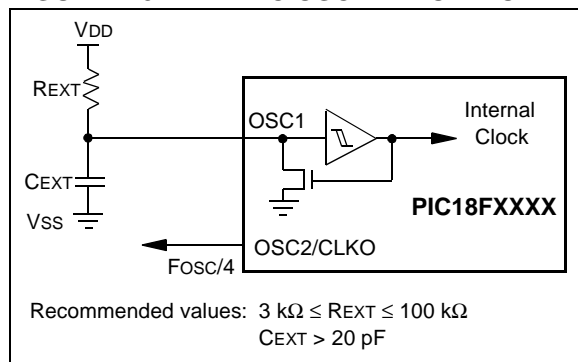 VDD
REXT
OSC1
Internal
Clock
CEXT
PIC18FXXXX
VSS
OSC2/CLKO
FOSC/4
Recommended values: 3 kΩ ≤ REXT ≤ 100 kΩ
CEXT > 20 pF